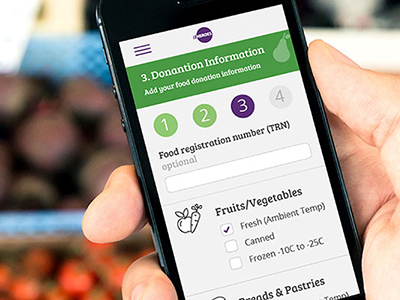 3. Donantion Information
Add your food donation information
1 2 3 4
Food registration number (TRN)
optional
Fruits/Vegetables
Fresh (Ambient Temp)
Canned
Frozen -10C to -25C
Breads & Pastries
Temp)